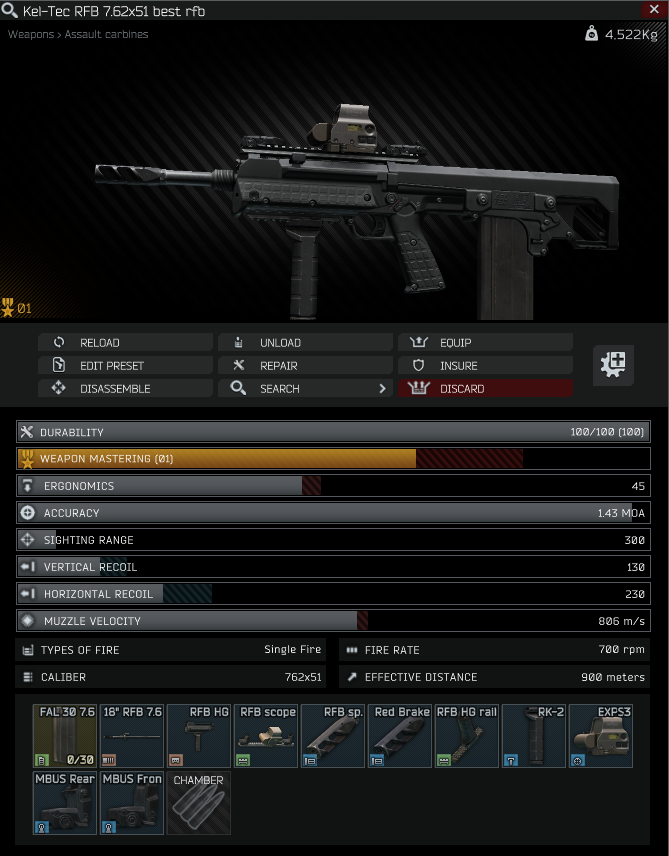 Kel-Tec RFB 7.62x51 best rfb
Weapons > Assault carbines
4.522Kg
01
RELOAD
UNLOAD
EQUIP
EDIT PRESET
REPAIR
INSURE
DISASSEMBLE
SEARCH
DISCARD
DURABILITY 100/100 (100)
WEAPON MASTERING (01)
ERGONOMICS 45
ACCURACY 1.43 MOA
SIGHTING RANGE 300
VERTICAL RECOIL 130
HORIZONTAL RECOIL 230
MUZZLE VELOCITY 806 m/s
TYPES OF FIRE Single Fire
FIRE RATE 700 rpm
CALIBER 762x51
EFFECTIVE DISTANCE 900 meters
FAL 30 7.6
0/30
18" RFB 7.6
RFB HG
RFB scope
RFB sp.
Red Brake
RFB HG rail
RK-2
EXPS3
MBUS Rear
MBUS Fron
CHAMBER